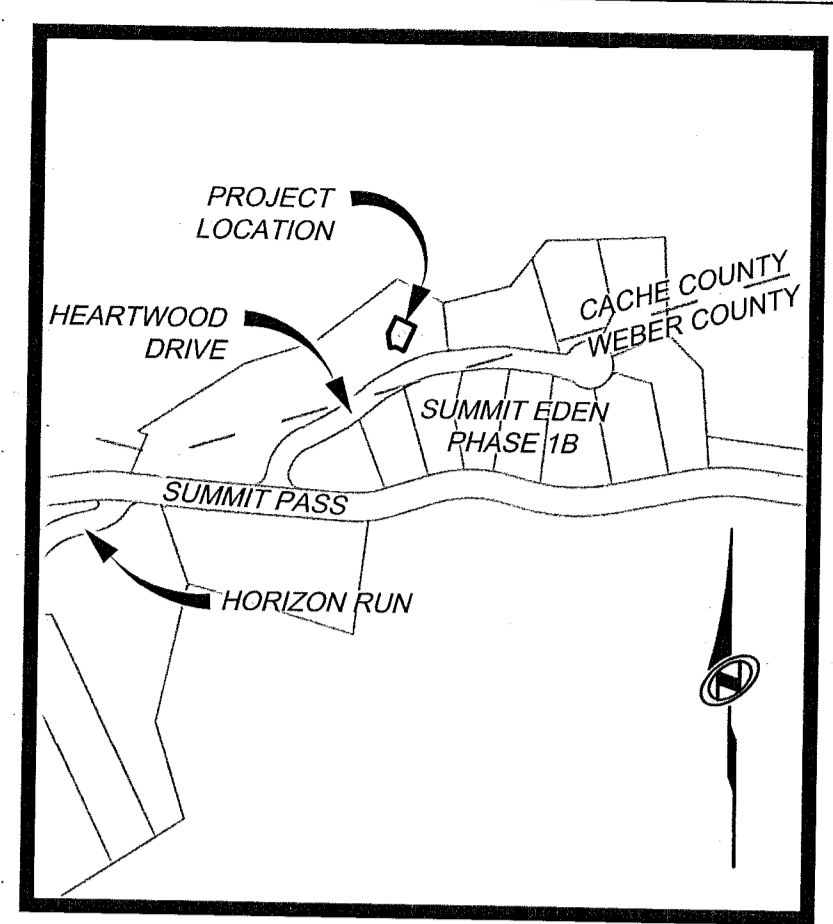 PROJECT
LOCATION
HEARTWOOD
DRIVE
CACHE COUNTY
WEBER COUNTY
SUMMIT EDEN
PHASE 1B
SUMMIT PASS
HORIZON RUN
N